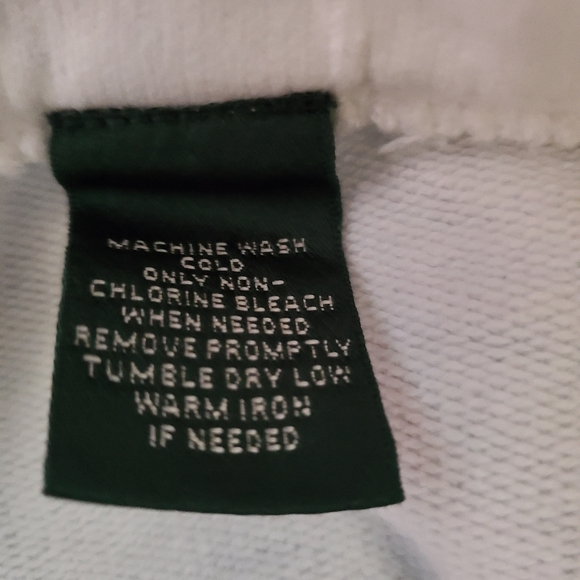 MACHINE WASH
COLD
ONLY NON-
CHLORINE BLEACH
WHEN NEEDED
REMOVE PROMPTLY
TUMBLE DRY LOW
WARM IRON
IF NEEDED